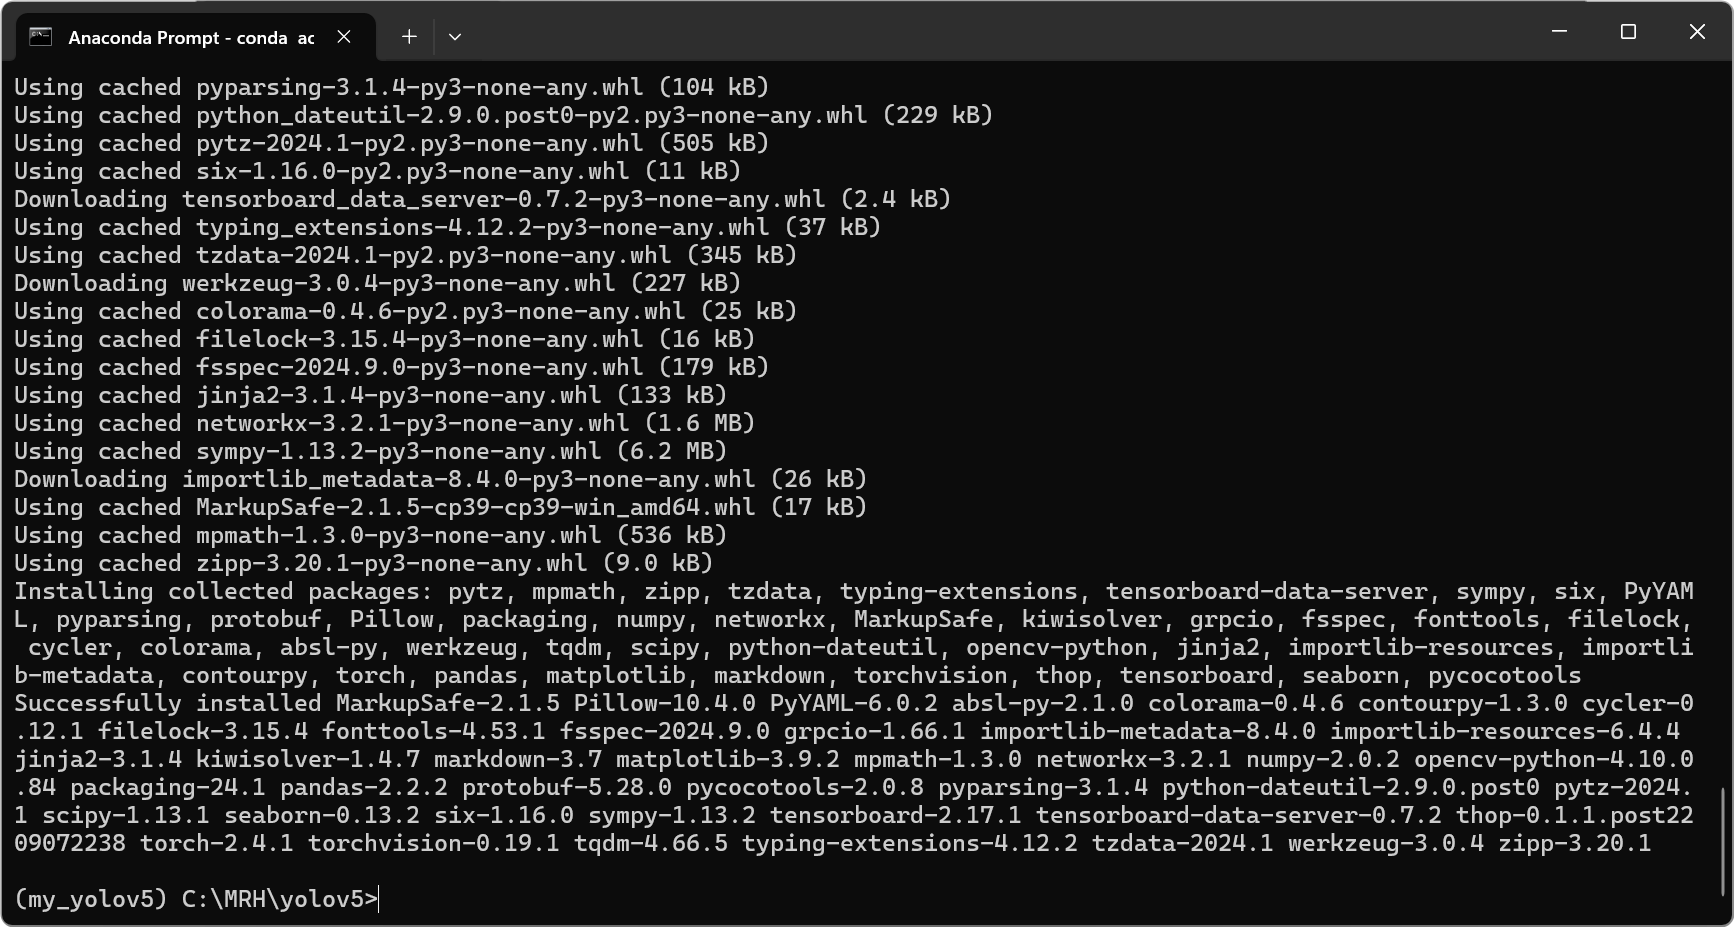 Anaconda Prompt - conda ac
Using cached pyparsing-3.1.4-py3-none-any.whl (104 kB)
Using cached python_dateutil-2.9.0.post0-py2.py3-none-any.whl (229 kB)
Using cached pytz-2024.1-py2.py3-none-any.whl (505 kB)
Using cached six-1.16.0-py2.py3-none-any.whl (11 kB)
Downloading tensorboard_data_server-0.7.2-py3-none-any.whl (2.4 kB)
Using cached typing_extensions-4.12.2-py3-none-any.whl (37 kB)
Using cached tzdata-2024.1-py2.py3-none-any.whl (345 kB)
Downloading werkzeug-3.0.4-py3-none-any.whl (227 kB)
Using cached colorama-0.4.6-py2.py3-none-any.whl (25 kB)
Using cached filelock-3.15.4-py3-none-any.whl (16 kB)
Using cached fsspec-2024.9.0-py3-none-any.whl (179 kB)
Using cached jinja2-3.1.4-py3-none-any.whl (133 kB)
Using cached networkx-3.2.1-py3-none-any.whl (1.6 MB)
Using cached sympy-1.13.2-py3-none-any.whl (6.2 MB)
Downloading importlib_metadata-8.4.0-py3-none-any.whl (26 kB)
Using cached MarkupSafe-2.1.5-cp39-cp39-win_amd64.whl (17 kB)
Using cached mpmath-1.3.0-py3-none-any.whl (536 kB)
Using cached zipp-3.20.1-py3-none-any.whl (9.0 kB)
Installing collected packages: pytz, mpmath, zipp, tzdata, typing-extensions, tensorboard-data-server, sympy, six, PyYAM
L, pyparsing, protobuf, Pillow, packaging, numpy, networkx, MarkupSafe, kiwisolver, grpcio, fsspec, fonttools, filelock,
 cycler, colorama, absl-py, werkzeug, tqdm, scipy, python-dateutil, opencv-python, jinja2, importlib-resources, importli
b-metadata, contourpy, torch, pandas, matplotlib, markdown, torchvision, thop, tensorboard, seaborn, pycocotools
Successfully installed MarkupSafe-2.1.5 Pillow-10.4.0 PyYAML-6.0.2 absl-py-2.1.0 colorama-0.4.6 contourpy-1.3.0 cycler-0
.12.1 filelock-3.15.4 fonttools-4.53.1 fsspec-2024.9.0 grpcio-1.66.1 importlib-metadata-8.4.0 importlib-resources-6.4.4
jinja2-3.1.4 kiwisolver-1.4.7 markdown-3.7 matplotlib-3.9.2 mpmath-1.3.0 networkx-3.2.1 numpy-2.0.2 opencv-python-4.10.0
.84 packaging-24.1 pandas-2.2.2 protobuf-5.28.0 pycocotools-2.0.8 pyparsing-3.1.4 python-dateutil-2.9.0.post0 pytz-2024.
1 scipy-1.13.1 seaborn-0.13.2 six-1.16.0 sympy-1.13.2 tensorboard-2.17.1 tensorboard-data-server-0.7.2 thop-0.1.1.post22
09072238 torch-2.4.1 torchvision-0.19.1 tqdm-4.66.5 typing-extensions-4.12.2 tzdata-2024.1 werkzeug-3.0.4 zipp-3.20.1
(my_yolov5) C:\MRH\yolov5>